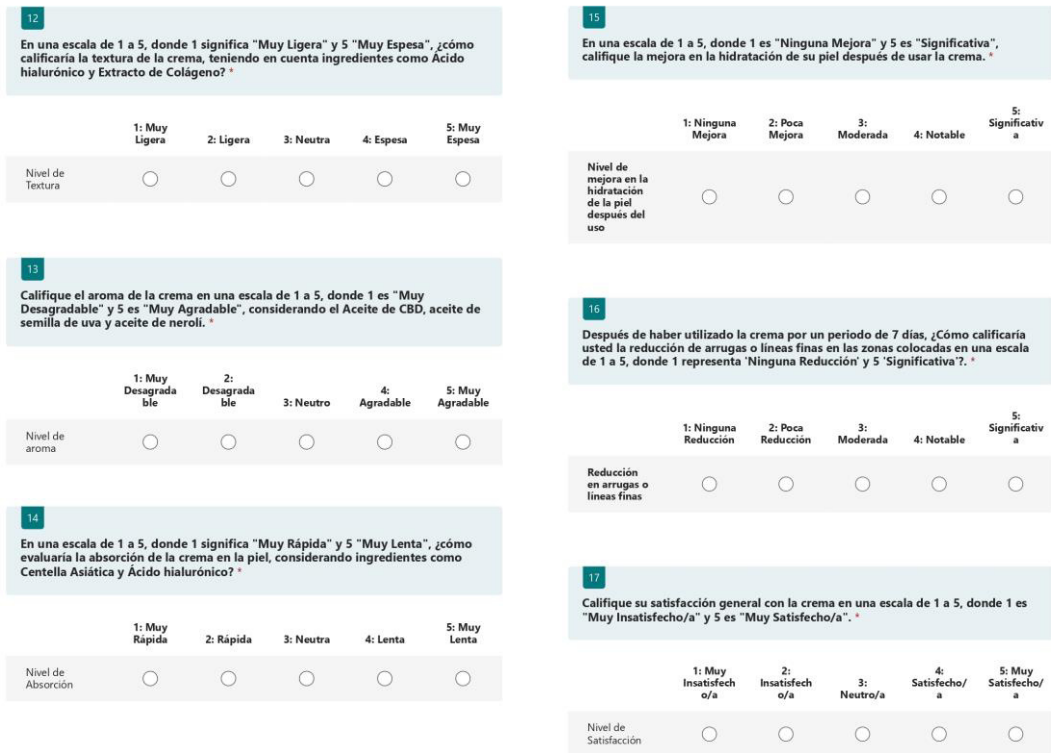 12
En una escala de 1 a 5, donde 1 significa "Muy Ligera" y 5 "Muy Espesa", ¿cómo
calificaría la textura de la crema, teniendo en cuenta ingredientes como Ácido
hialurónico y Extracto de Colágeno? *
1: Muy
Ligera
2: Ligera
3: Neutra
4: Espesa
5: Muy
Espesa
Nivel de
Textura
13
Califique el aroma de la crema en una escala de 1 a 5, donde 1 es "Muy
Desagradable" y 5 es "Muy Agradable", considerando el Aceite de CBD, aceite de
semilla de uva y aceite de nerolí. *
1: Muy
Desagrada
ble
2:
Desagrada
ble
3: Neutro
4:
Agradable
5: Muy
Agradable
Nivel de
aroma
14
En una escala de 1 a 5, donde 1 significa "Muy Rápida" y 5 "Muy Lenta", ¿cómo
evaluaría la absorción de la crema en la piel, considerando ingredientes como
Centella Asiática y Ácido hialurónico? *
1: Muy
Rápida
2: Rápida
3: Neutra
4: Lenta
5: Muy
Lenta
Nivel de
Absorción
15
En una escala de 1 a 5, donde 1 es "Ninguna Mejora" y 5 es "Significativa",
califique la mejora en la hidratación de su piel después de usar la crema. *
1: Ninguna
Mejora
2: Poca
Mejora
3:
Moderada
4: Notable
5:
Significativ
a
Nivel de
mejora en la
hidratación
de la piel
después del
uso
16
Después de haber utilizado la crema por un periodo de 7 días, ¿Cómo calificaría
usted la reducción de arrugas o líneas finas en las zonas colocadas en una escala
de 1 a 5, donde 1 representa 'Ninguna Reducción' y 5 'Significativa'?. *
1: Ninguna
Reducción
2: Poca
Reducción
3:
Moderada
4: Notable
5:
Significativ
a
Reducción
en arrugas o
líneas finas
17
Califique su satisfacción general con la crema en una escala de 1 a 5, donde 1 es
"Muy Insatisfecho/a" y 5 es "Muy Satisfecho/a". *
1: Muy
Insatisfech
o/a
2:
Insatisfech
o/a
3:
Neutro/a
4:
Satisfecho/
a
5: Muy
Satisfecho/
a
Nivel de
Satisfacción